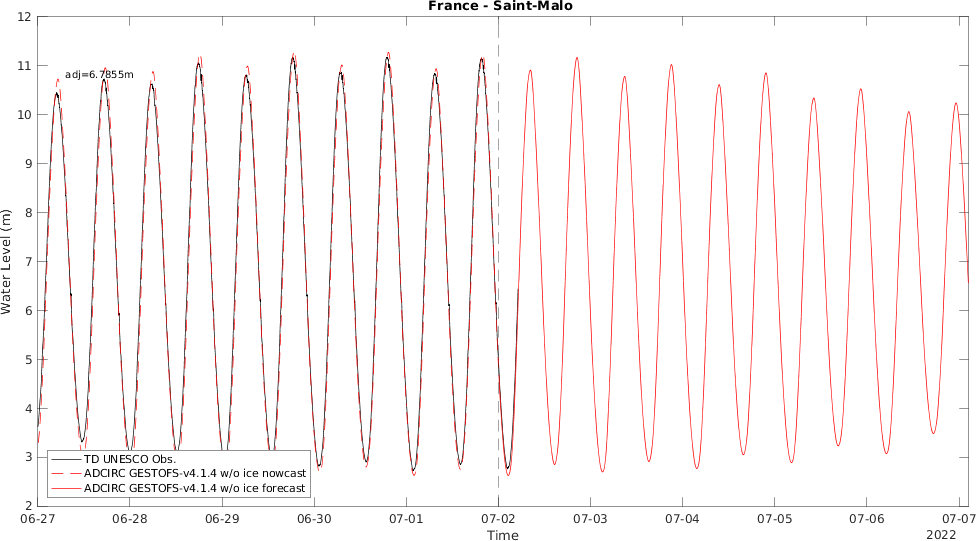 France - Saint-Malo
12
11
10
9
8
7
6
5
4
3
2
Water Level (m)
adj=6.7855m
TD UNESCO Obs.
ADCIRC GESTOFS-v4.1.4 w/o ice nowcast
ADCIRC GESTOFS-v4.1.4 w/o ice forecast
06-27 06-28 06-29 06-30 07-01 07-02 07-03 07-04 07-05 07-06 07-07
Time
2022